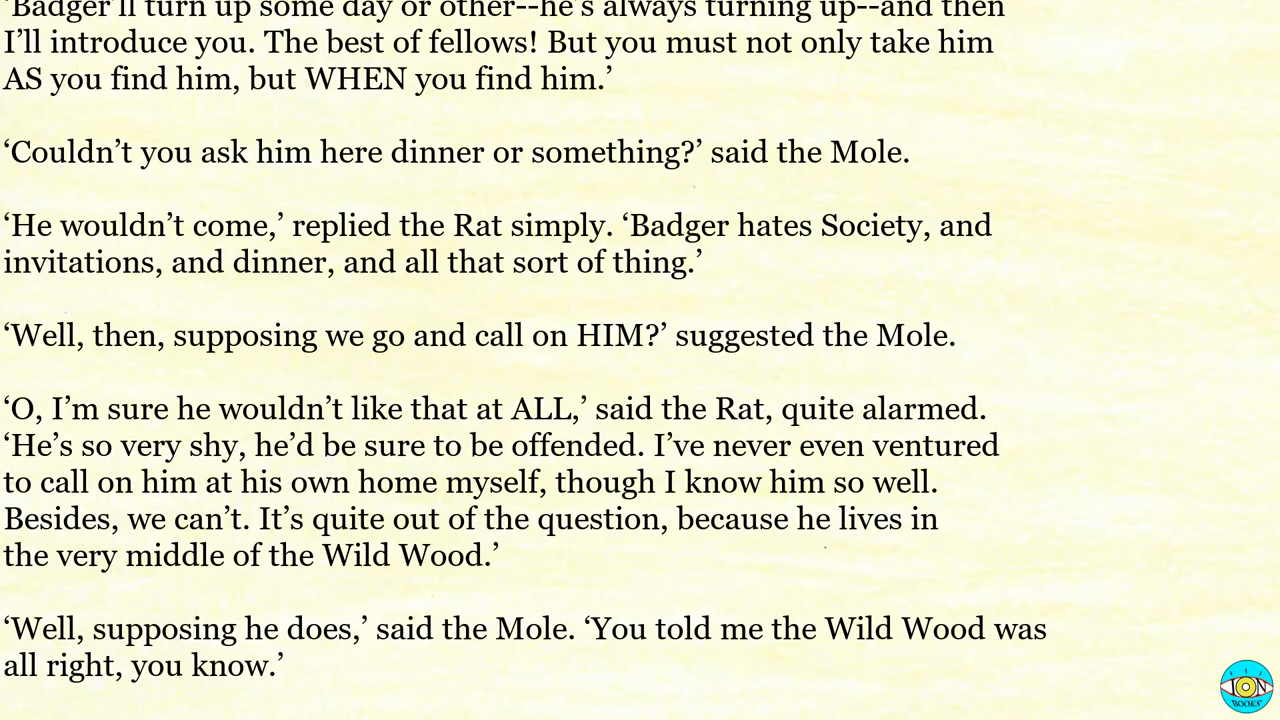 ‘Badger’ll turn up some day or other--he’s always turning up--and then
I’ll introduce you. The best of fellows! But you must not only take him
AS you find him, but WHEN you find him.’
‘Couldn’t you ask him here dinner or something?’ said the Mole.
‘He wouldn’t come,’ replied the Rat simply. ‘Badger hates Society, and
invitations, and dinner, and all that sort of thing.’
‘Well, then, supposing we go and call on HIM?’ suggested the Mole.
‘O, I’m sure he wouldn’t like that at ALL,’ said the Rat, quite alarmed.
‘He’s so very shy, he’d be sure to be offended. I’ve never even ventured
to call on him at his own home myself, though I know him so well.
Besides, we can’t. It’s quite out of the question, because he lives in
the very middle of the Wild Wood.’
‘Well, supposing he does,’ said the Mole. ‘You told me the Wild Wood was
all right, you know.’
ION
BOOKS